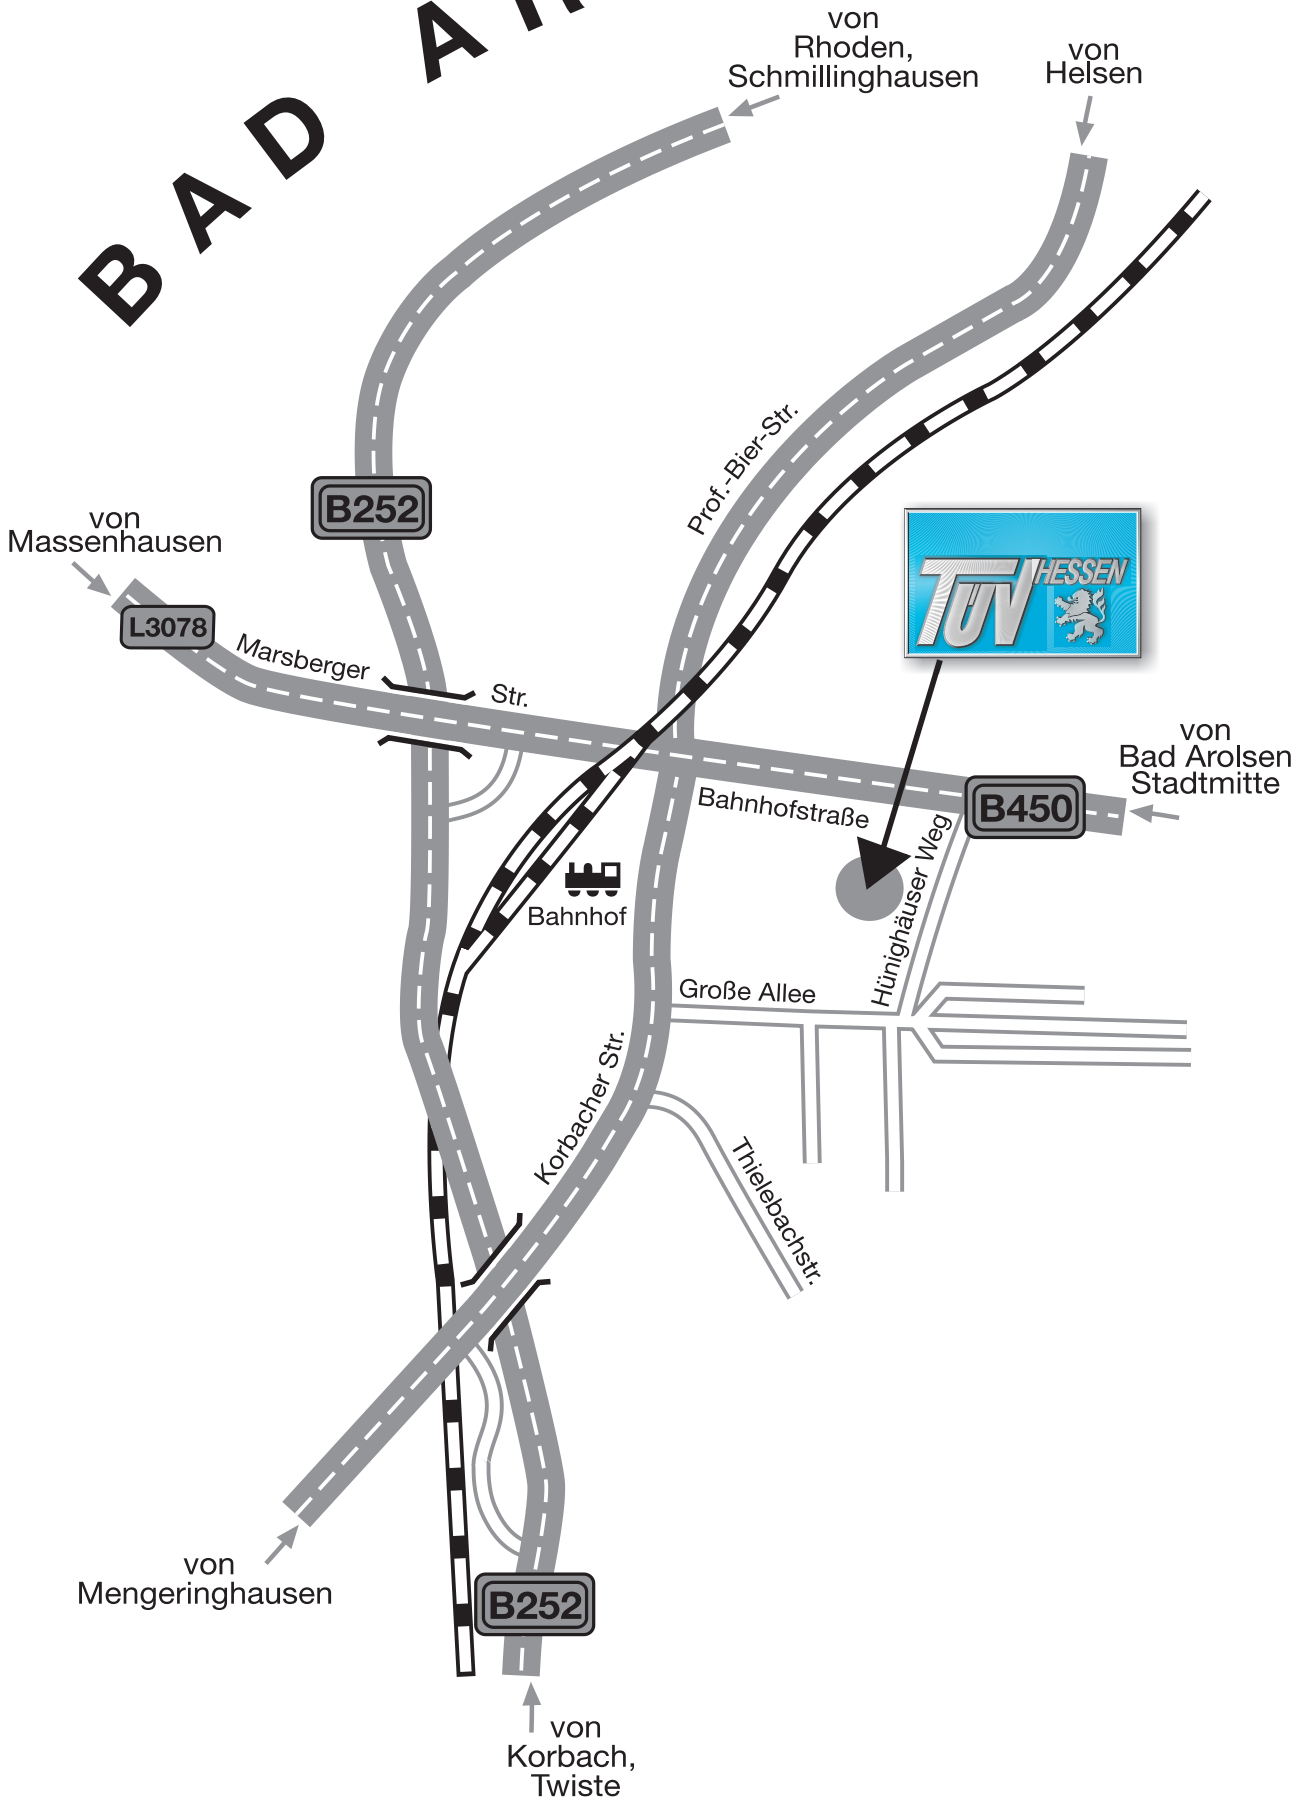 BAD A
von
Rhoden,
Schmillinghausen
von
Helsen
Prof.-Bier-Str.
B252
von
Massenhausen
L3078
Marsberger
Str.
TÜV HESSEN
von
Bad Arolsen
Stadtmitte
B450
Bahnhofstraße
Hünighäuser Weg
Bahnhof
Große Allee
Korbacher Str.
Thielebachstr.
von
Mengeringhausen
B252
von
Korbach,
Twiste